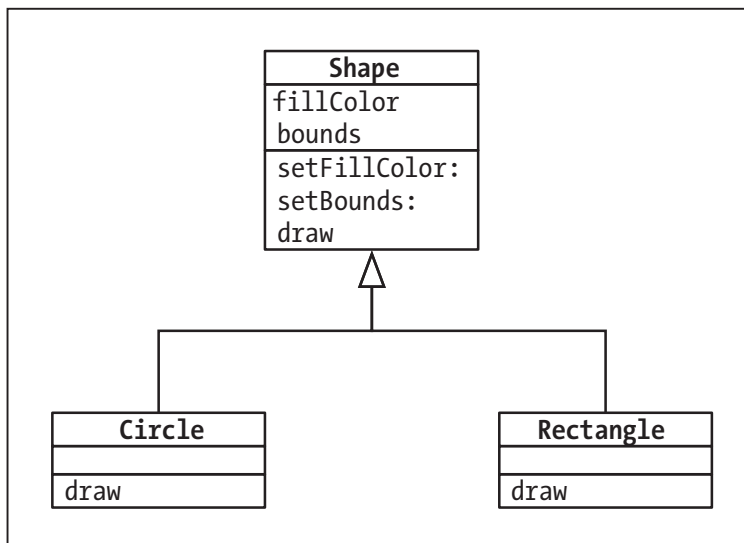 Shape
fillColor
bounds
setFillColor:
setBounds:
draw
Circle
draw
Rectangle
draw